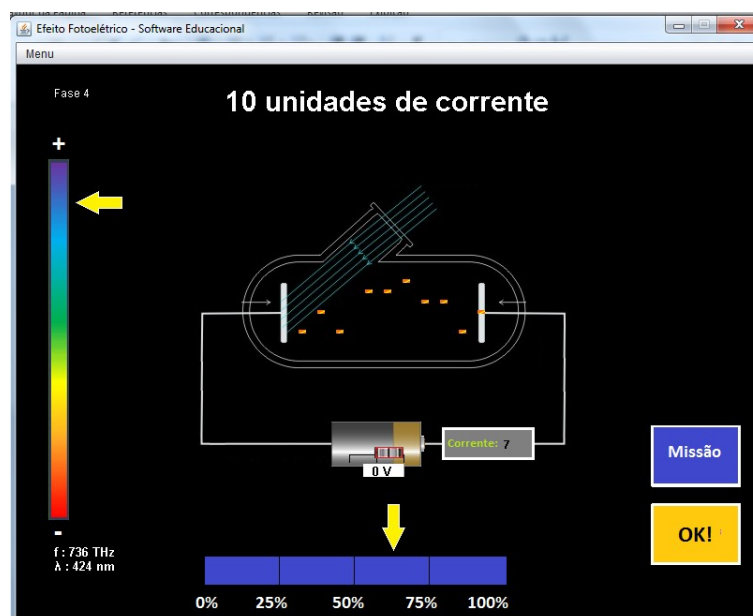 Efeito Fotoelétrico - Software Educacional
Menu
Fase 4
10 unidades de corrente
+
-
f : 736 THz
λ : 424 nm
Corrente: 7
0 V
Missão
OK!
0% 25% 50% 75% 100%